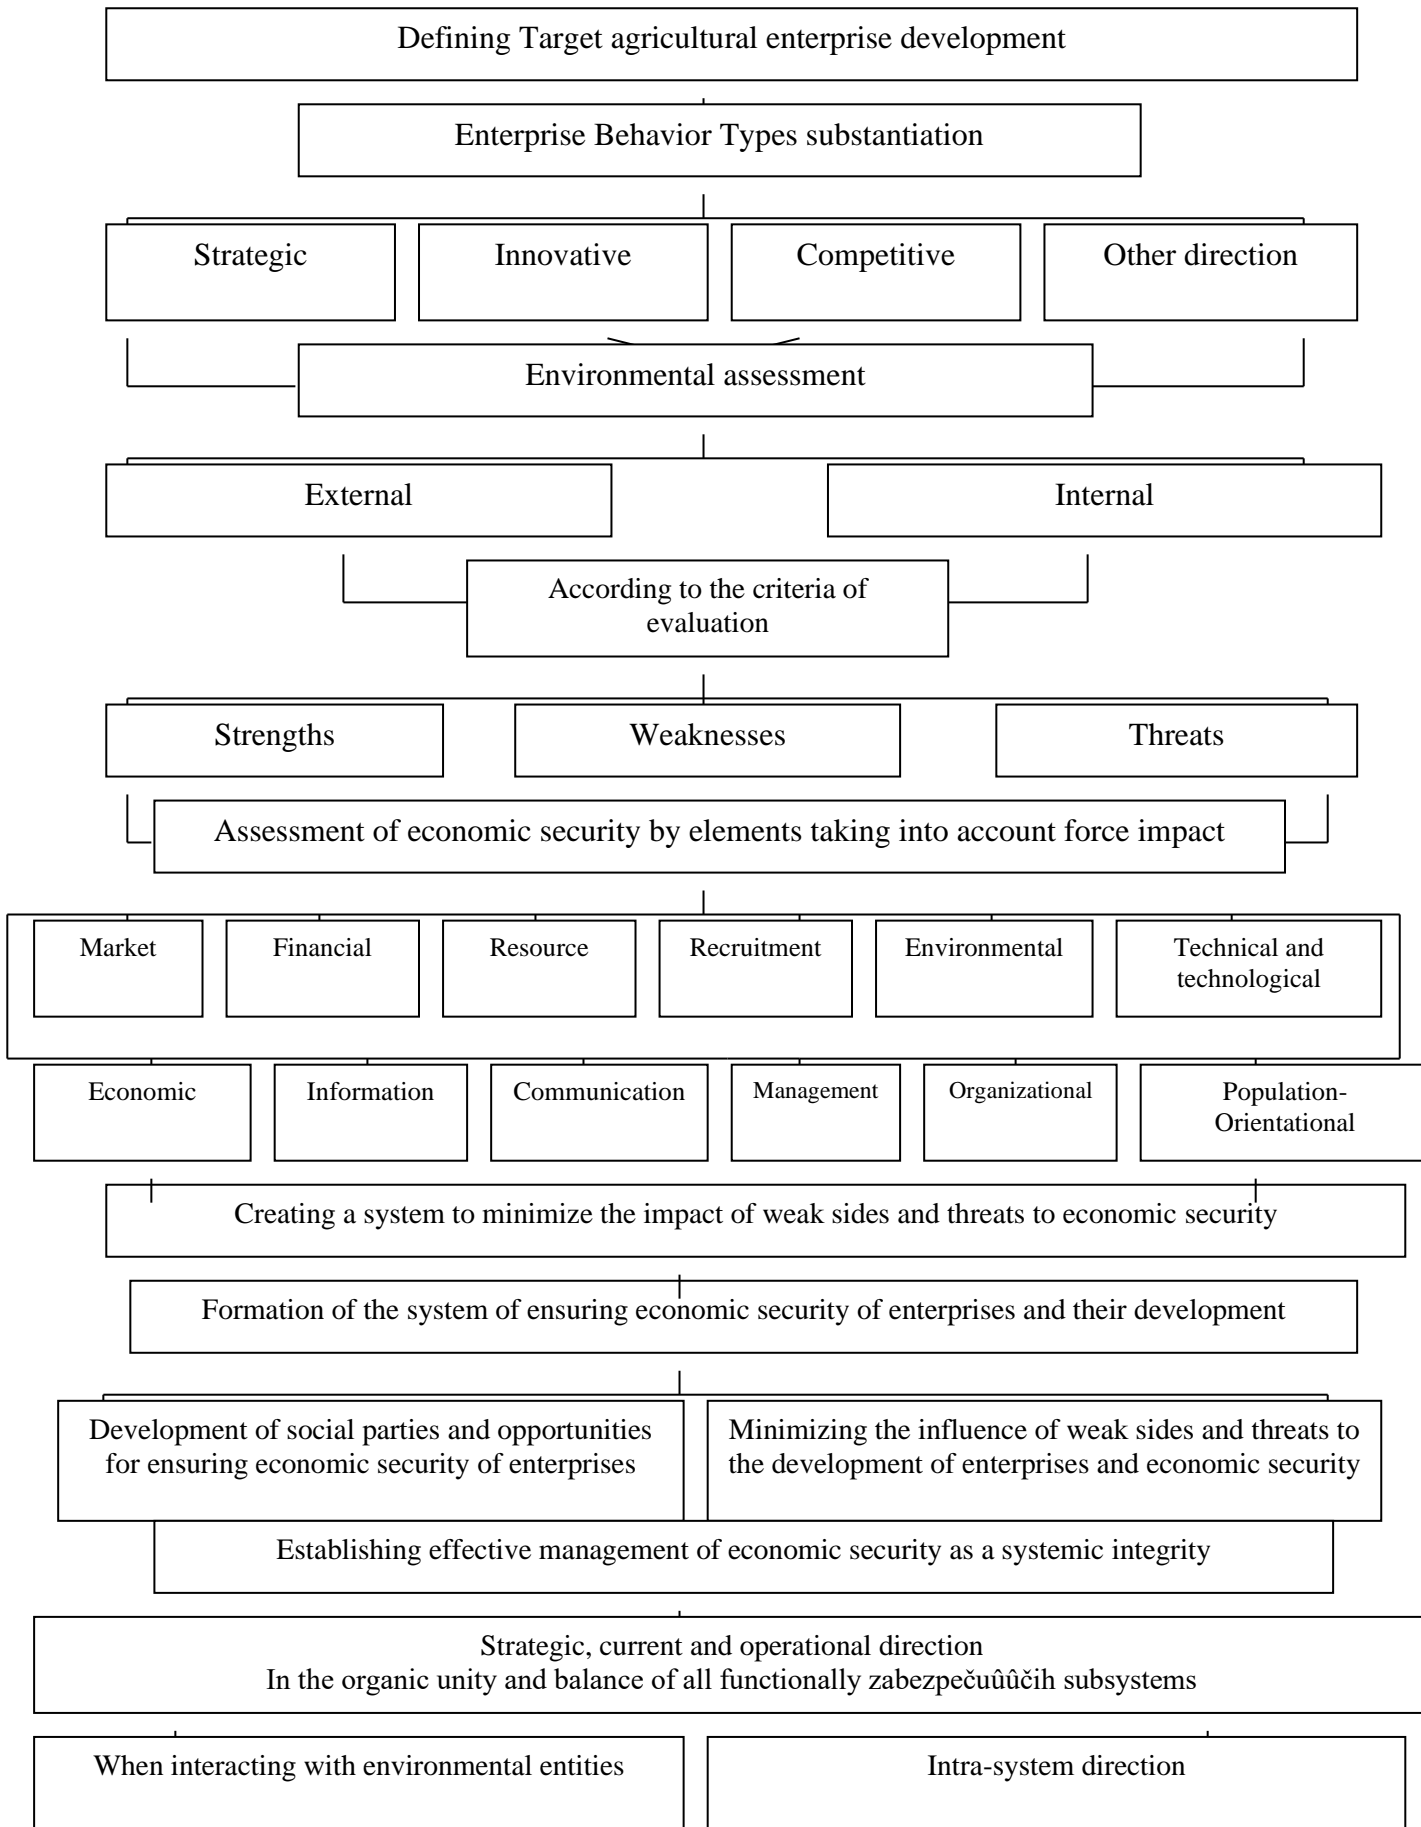 Defining Target agricultural enterprise development
Enterprise Behavior Types substantiation
Strategic
Innovative
Competitive
Other direction
Environmental assessment
External
Internal
According to the criteria of
evaluation
Strengths
Weaknesses
Threats
Assessment of economic security by elements taking into account force impact
Market
Financial
Resource
Recruitment
Environmental
Technical and
technological
Economic
Information
Communication
Management
Organizational
Population-
Orientational
Creating a system to minimize the impact of weak sides and threats to economic security
Formation of the system of ensuring economic security of enterprises and their development
Development of social parties and opportunities
for ensuring economic security of enterprises
Minimizing the influence of weak sides and threats to
the development of enterprises and economic security
Establishing effective management of economic security as a systemic integrity
Strategic, current and operational direction
In the organic unity and balance of all functionally zabezpečuûûčih subsystems
When interacting with environmental entities
Intra-system direction